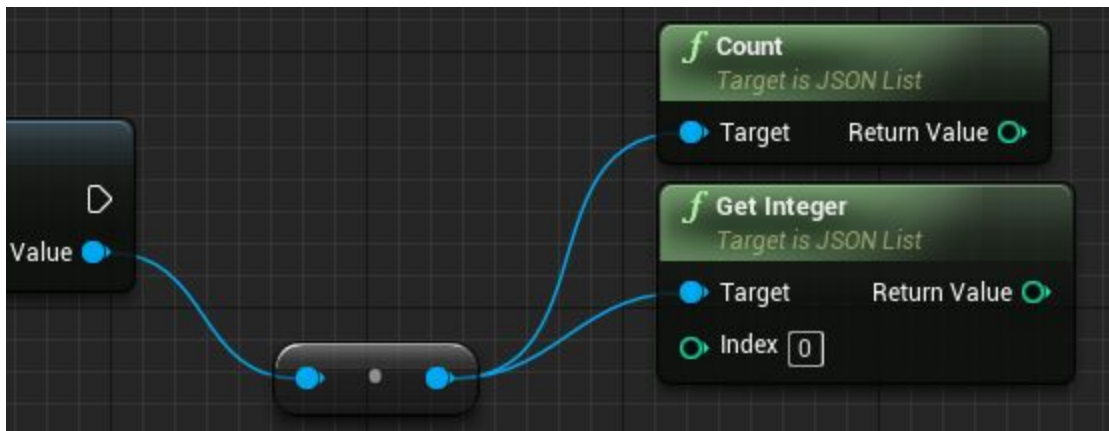 Value
f Count
Target is JSON List
Target Return Value
f Get Integer
Target is JSON List
Target Return Value
Index 0